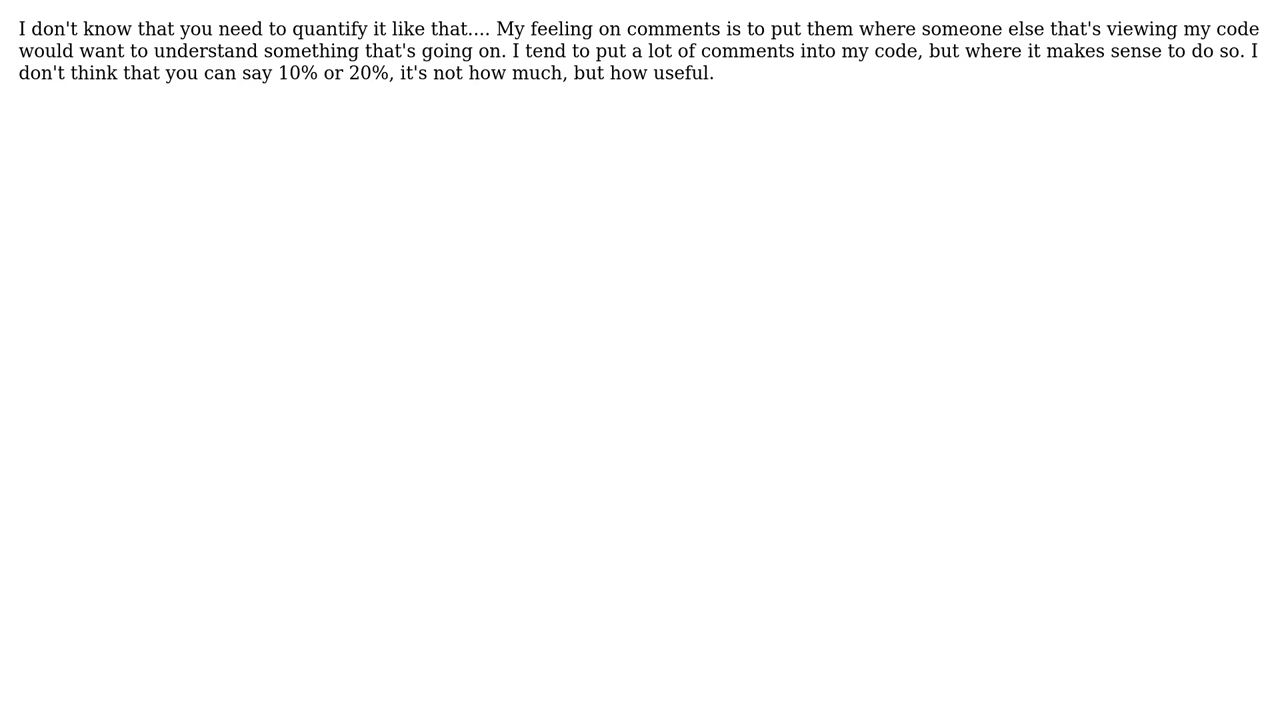 I don't know that you need to quantify it like that.... My feeling on comments is to put them where someone else that's viewing my code
would want to understand something that's going on. I tend to put a lot of comments into my code, but where it makes sense to do so. I
don't think that you can say 10% or 20%, it's not how much, but how useful.